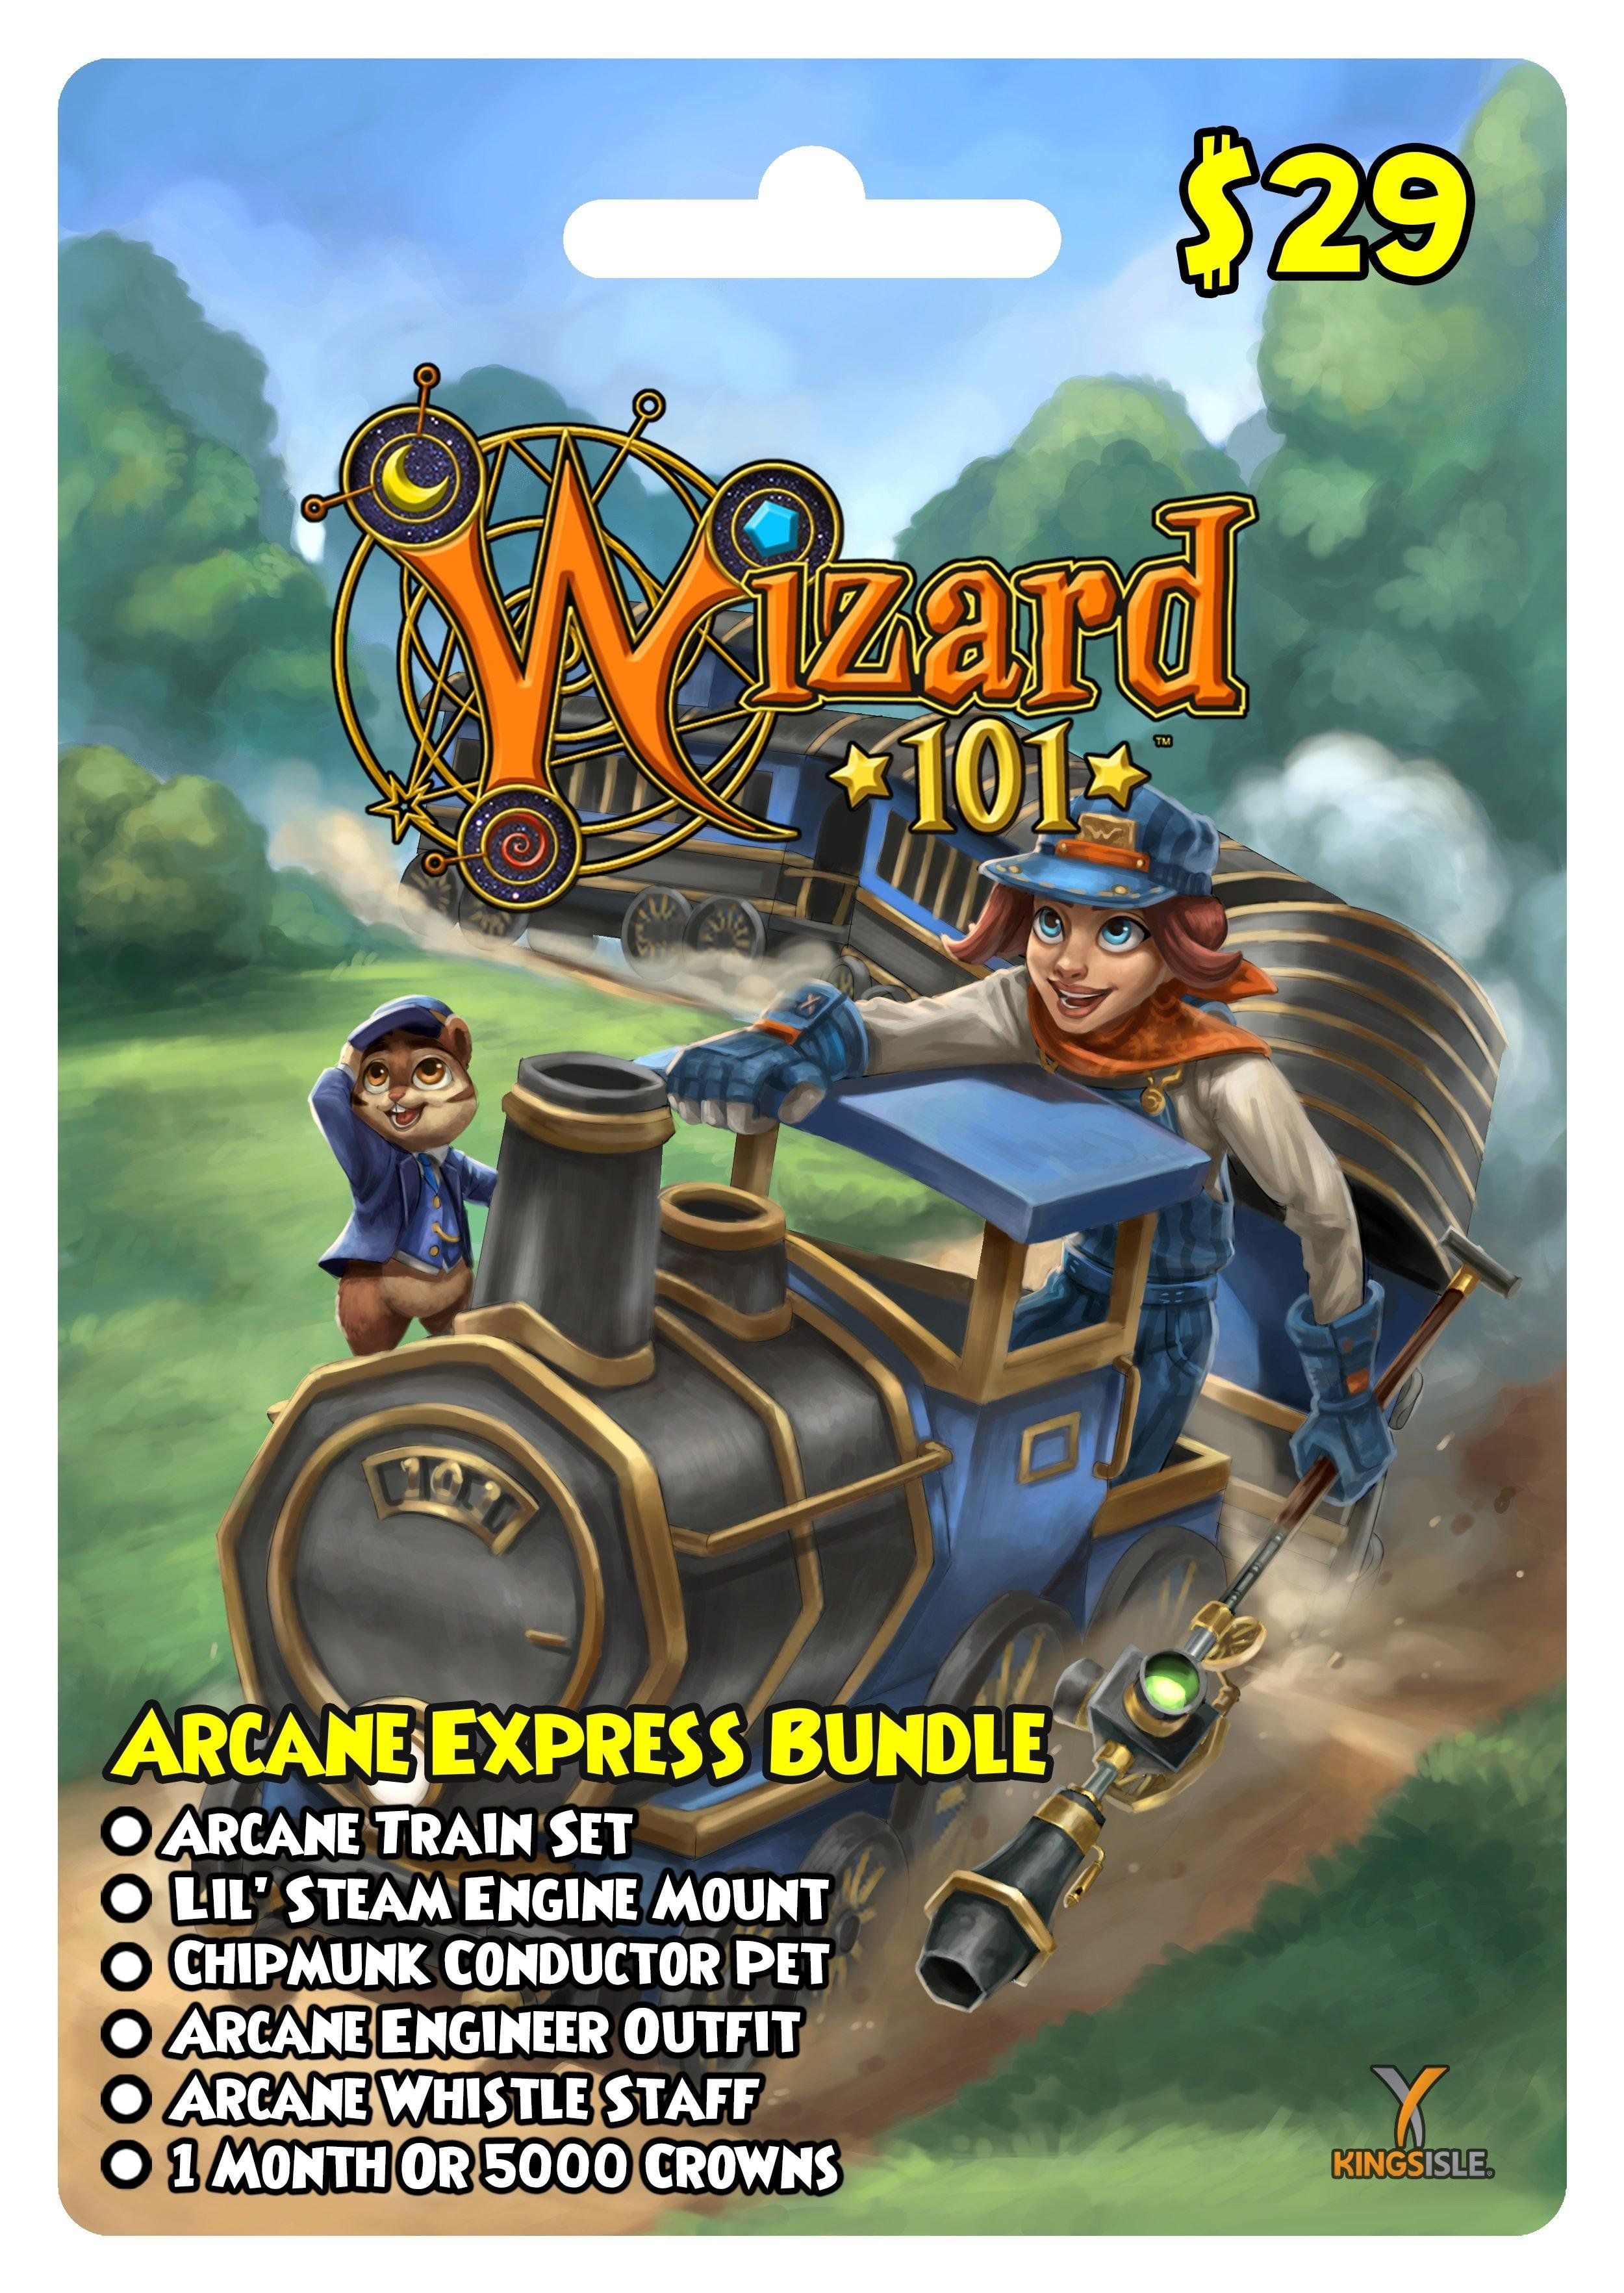 $29
Wizard
101
™
101
Arcane Express Bundle
Arcane Train Set
Lil' Steam Engine Mount
Chipmunk Conductor Pet
Arcane Engineer Outfit
Arcane Whistle Staff
1 Month Or 5000 Crowns
KINGSISLE®